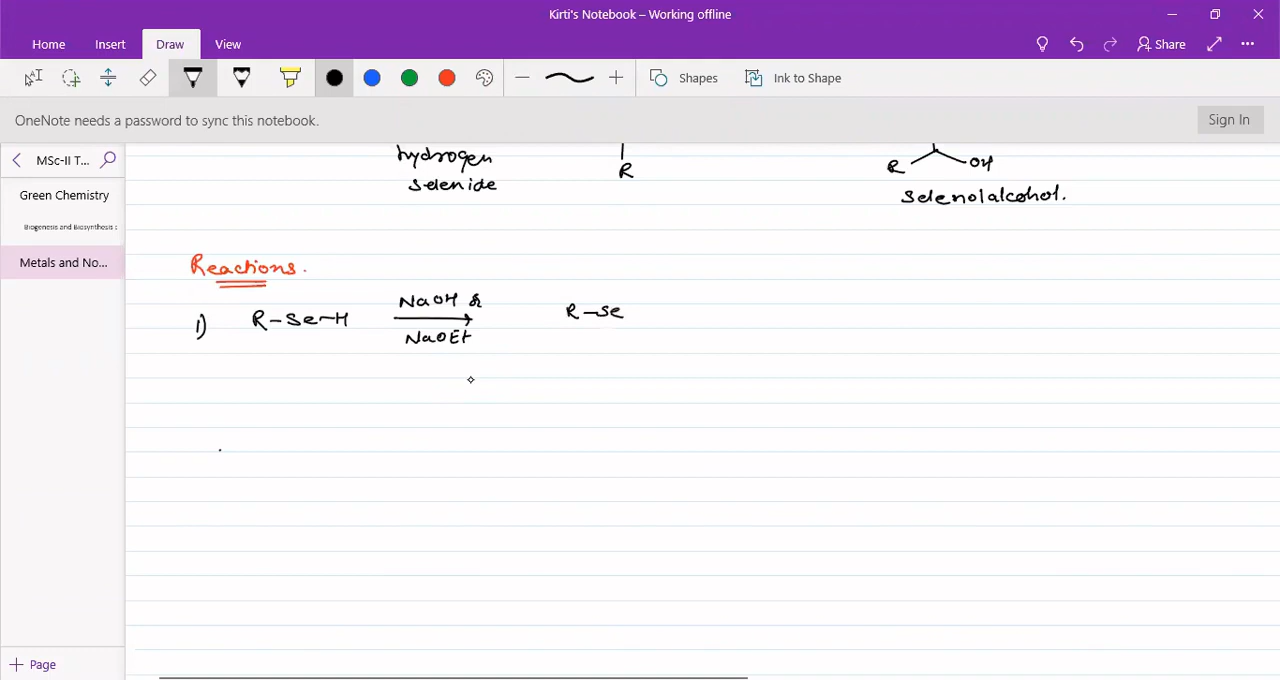 Kirti's Notebook – Working offline
Home Insert Draw View
Share
Shapes Ink to Shape
OneNote needs a password to sync this notebook.
Sign In
MSc-II T...
Green Chemistry
Biogenesis and Biosynthesis
Metals and No...
Page
hydrogen
selenide
R
R OH
Selenolalcohol.
Reactions.
1) R-Se-H NaOH & R-Se
NaOEt